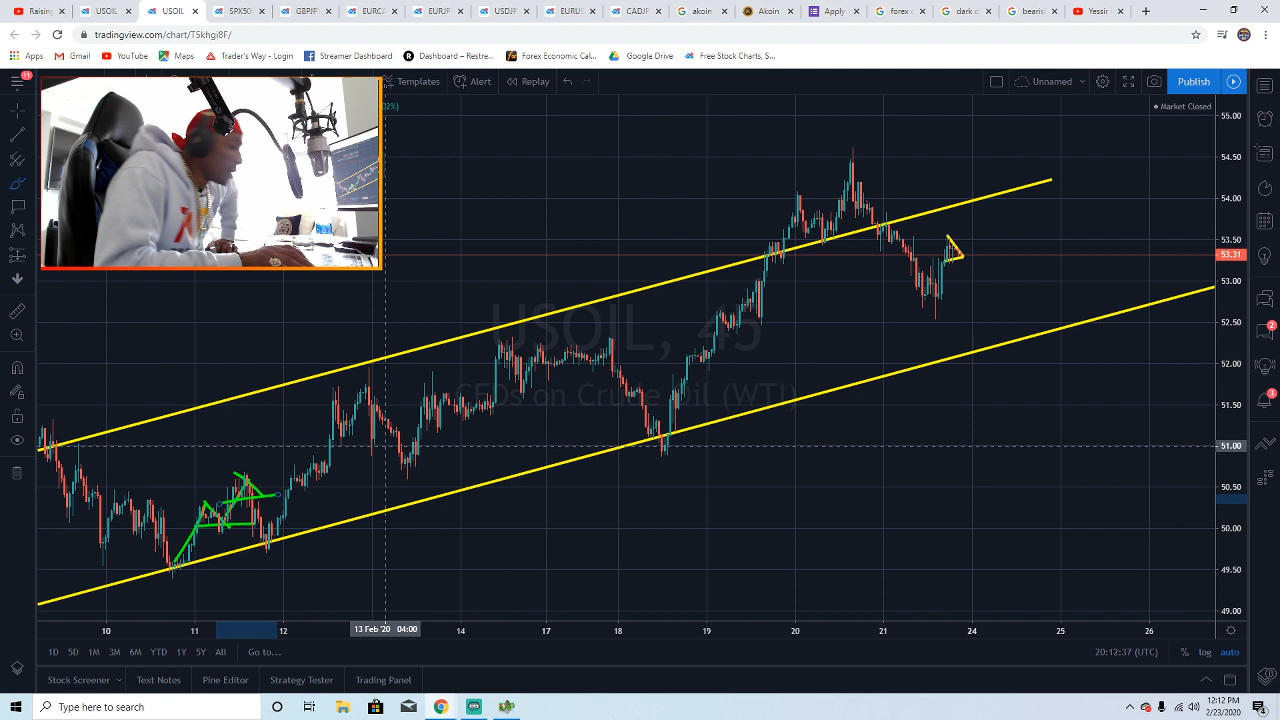 Raising
USOIL
USOIL
SPX500
GBPJPY
EURCA
EURJP
USDJP
EURUS
CADJP
akoin
Akoin
Apply
forex c
dark c
bearis
Yessir
tradingview.com/chart/T5khgi8F/
Apps
Gmail
YouTube
Maps
Trader's Way - Login
Streamer Dashboard
Dashboard – Restre...
Forex Economic Cal...
Google Drive
Free Stock Charts, S...
11
Templates
Alert
Replay
Unnamed
Publish
Market Closed
USOIL, 45
CFDs on Crude Oil (WTI)
55.00
54.50
54.00
53.50
53.31
53.00
52.50
52.00
51.50
51.00
50.00
49.50
49.00
2
3
10
11
12
13 Feb '20 04:00
14
17
18
19
20
21
24
25
26
1D
5D
1M
3M
6M
YTD
1Y
5Y
All
Go to...
20:12:37 (UTC)
%
log
auto
Stock Screener
Text Notes
Pine Editor
Strategy Tester
Trading Panel
Type here to search
12:12 PM
2/23/2020
4